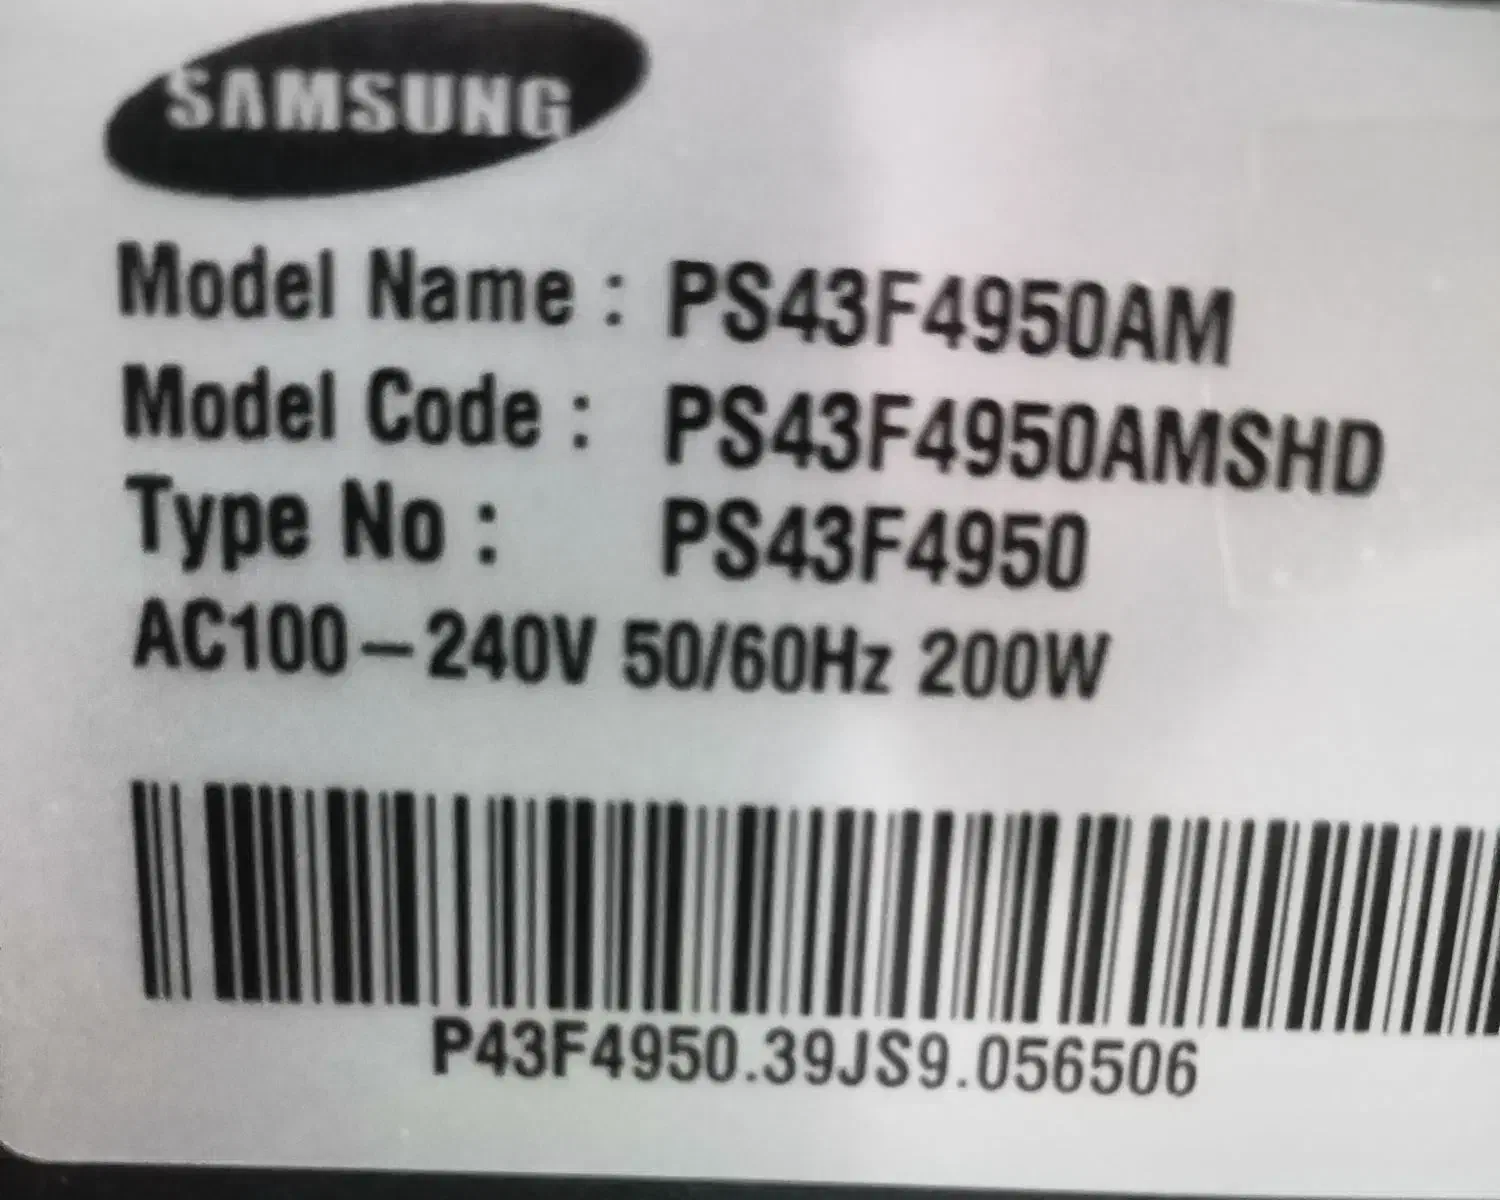 SAMSUNG
Model Name : PS43F4950AM
Model Code : PS43F4950AMSHD
Type No : PS43F4950
AC100-240V 50/60Hz 200W
P43F4950.39JS9.056506